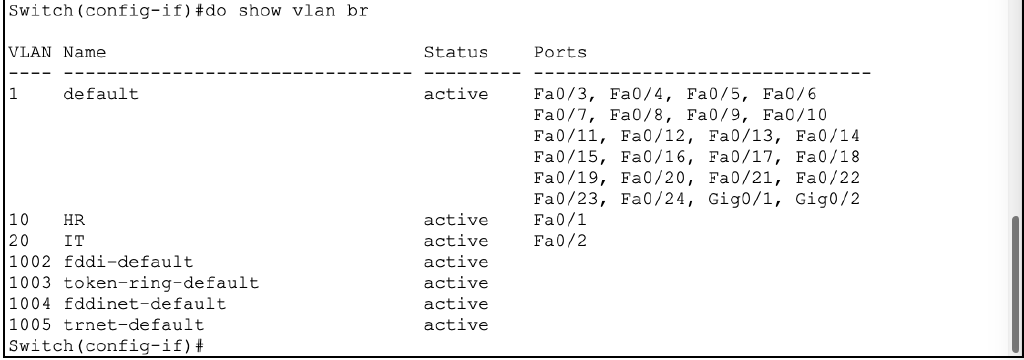 Switch(config-if)#do show vlan br
VLAN Name                             Status    Ports
---- -------------------------------- --------- -------------------------------
1    default                          active    Fa0/3, Fa0/4, Fa0/5, Fa0/6
                                                Fa0/7, Fa0/8, Fa0/9, Fa0/10
                                                Fa0/11, Fa0/12, Fa0/13, Fa0/14
                                                Fa0/15, Fa0/16, Fa0/17, Fa0/18
                                                Fa0/19, Fa0/20, Fa0/21, Fa0/22
                                                Fa0/23, Fa0/24, Gig0/1, Gig0/2
10   HR                               active    Fa0/1
20   IT                               active    Fa0/2
1002 fddi-default                     active
1003 token-ring-default               active
1004 fddinet-default                  active
1005 trnet-default                    active
Switch(config-if)#